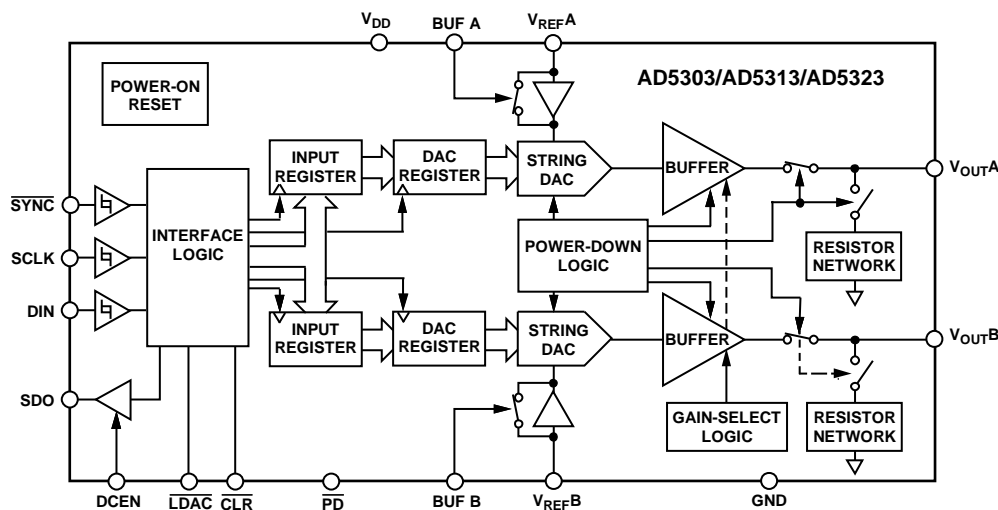 VDD
BUF A
VREFA
POWER-ON
RESET
AD5303/AD5313/AD5323
INPUT
REGISTER
DAC
REGISTER
STRING
DAC
BUFFER
VOUTA
SYNC
INTERFACE
LOGIC
POWER-DOWN
LOGIC
RESISTOR
NETWORK
SCLK
DIN
INPUT
REGISTER
DAC
REGISTER
STRING
DAC
BUFFER
VOUTB
SDO
GAIN-SELECT
LOGIC
RESISTOR
NETWORK
DCEN
LDAC
CLR
PD
BUF B
VREFB
GND